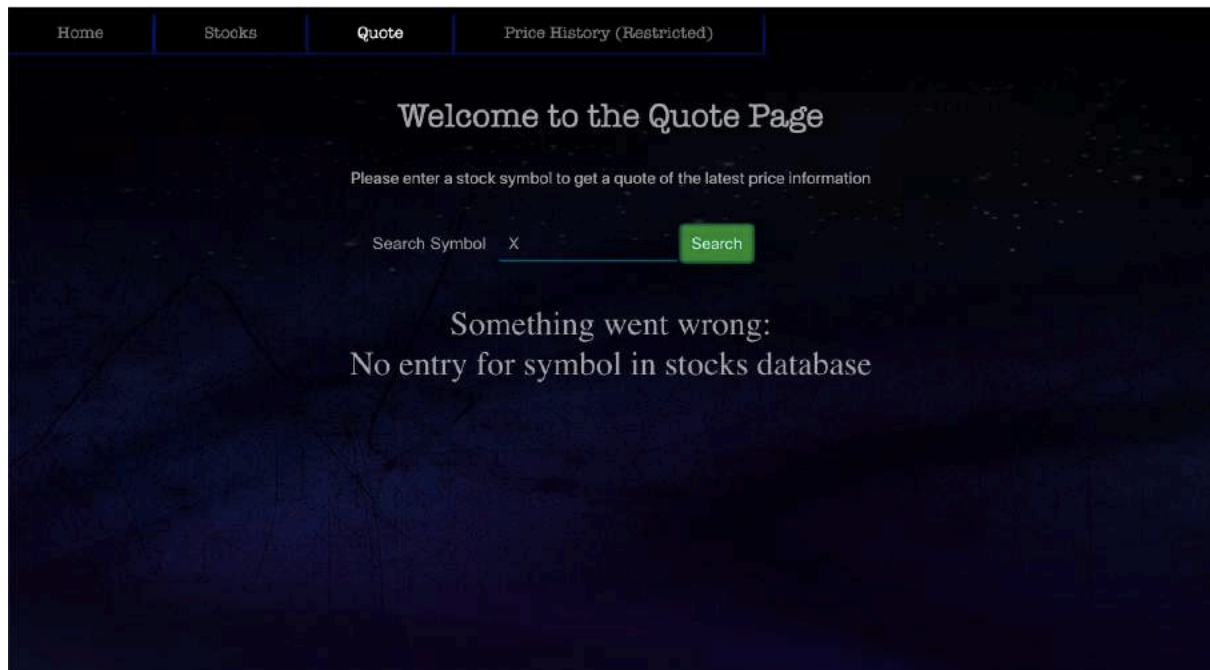 Home Stocks Quote Price History (Restricted)
Welcome to the Quote Page
Please enter a stock symbol to get a quote of the latest price information
Search Symbol X Search
Something went wrong:
No entry for symbol in stocks database